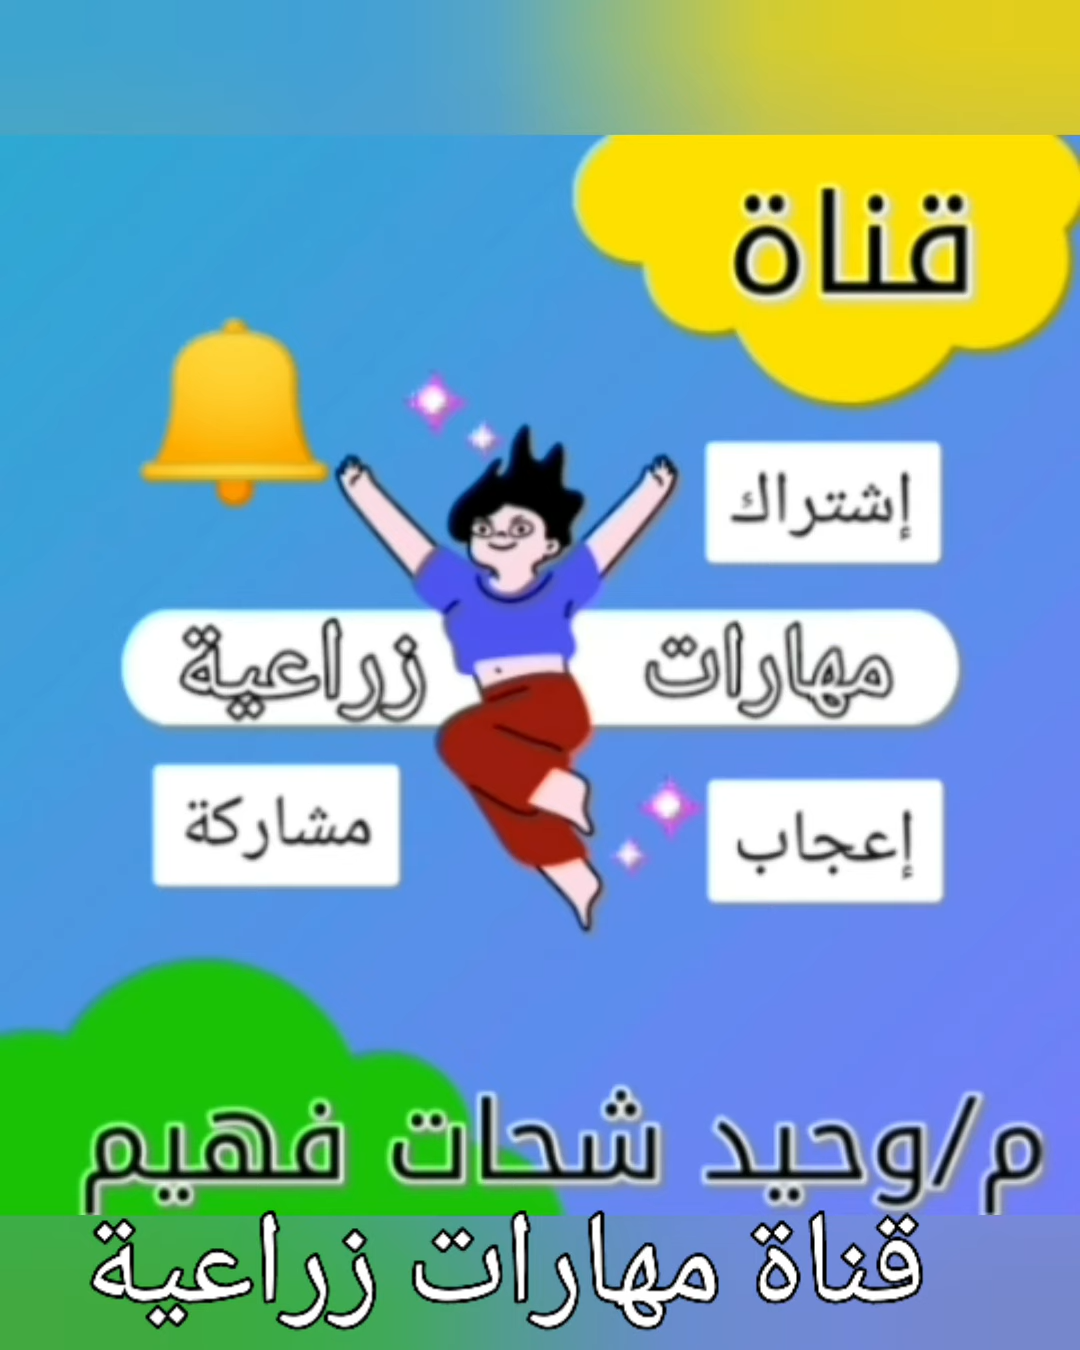 قناة
إشتراك
مهارات زراعية
إعجاب
مشاركة
م/وحيد شحات فهيم
قناة مهارات زراعية